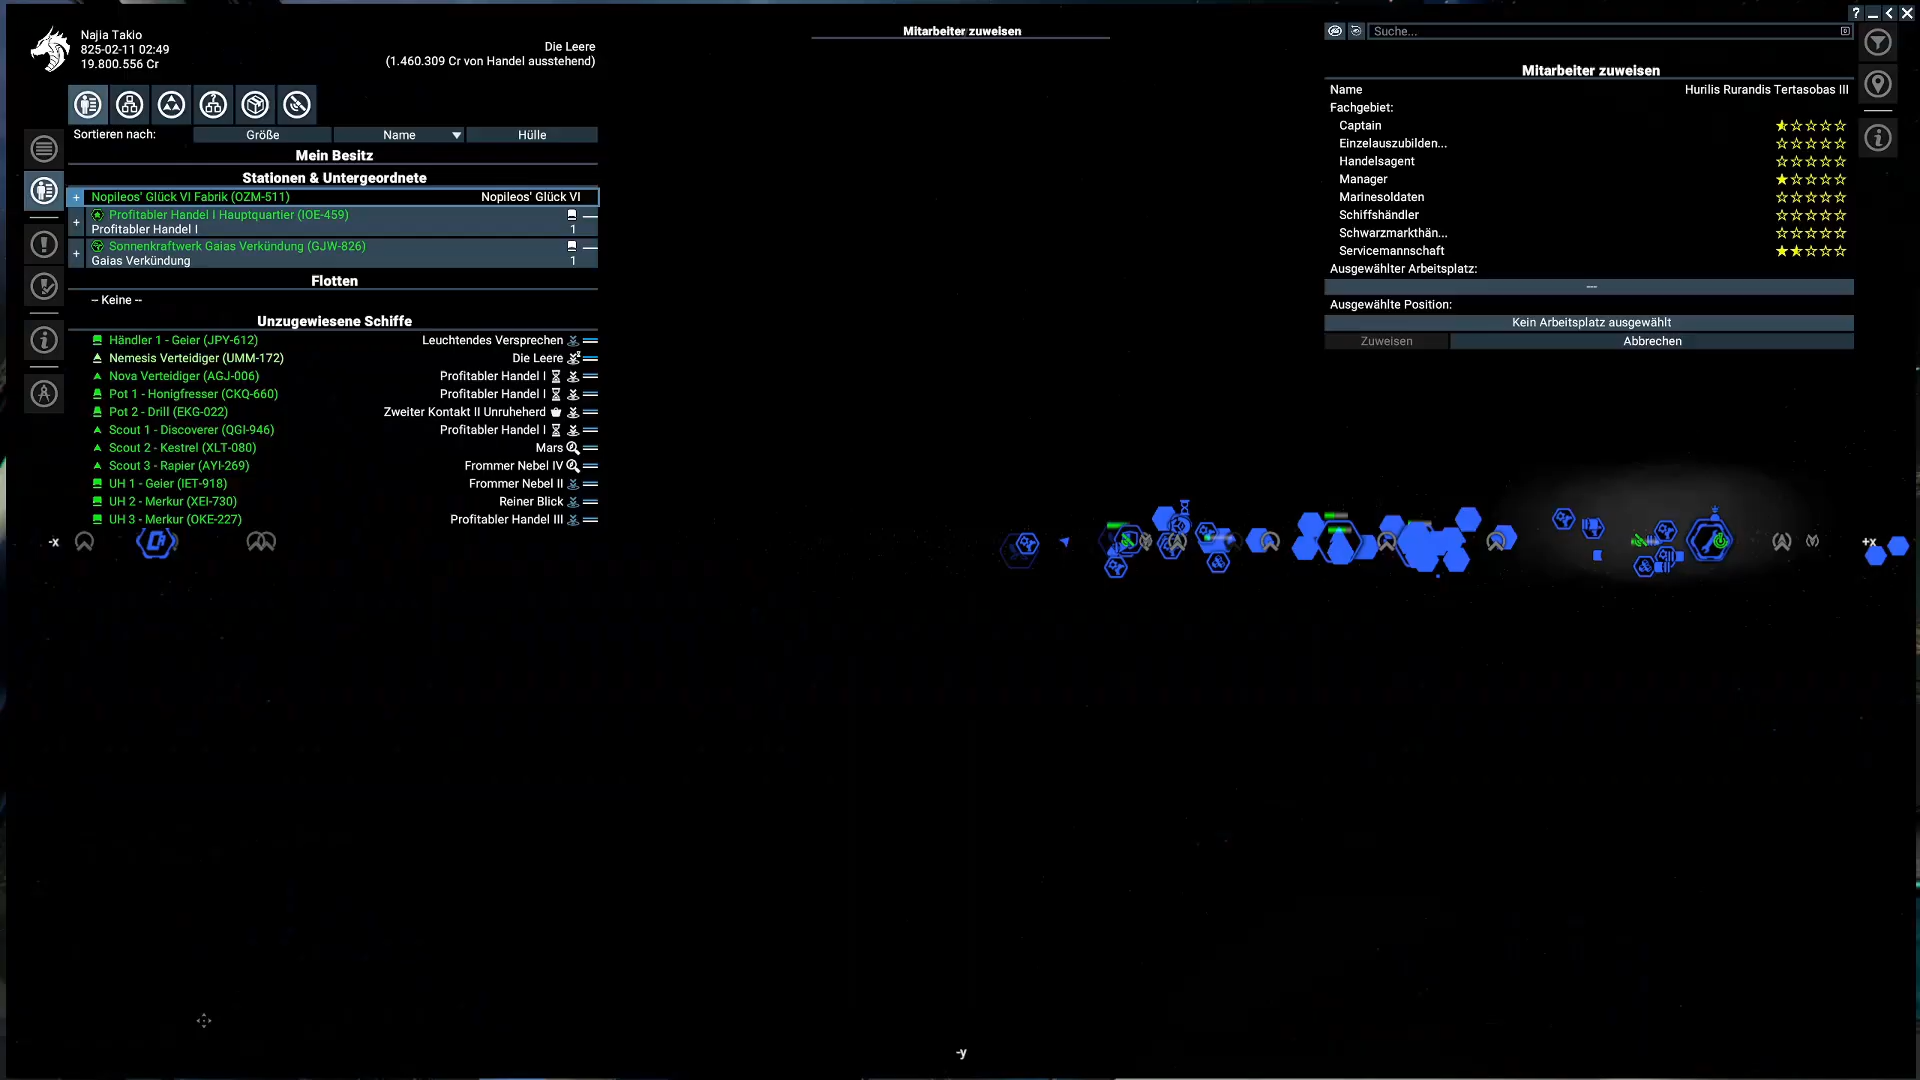 Najia Takio
825-02-11 02:49
19.800.556 Cr
Die Leere
(1.460.309 Cr von Handel ausstehend)
Sortieren nach:
Größe
Name
Hülle
Mein Besitz
Stationen & Untergeordnete
+ Nopileos' Glück VI Fabrik (OZM-511) Nopileos' Glück VI
+ Profitabler Handel I Hauptquartier (IOE-459)
Profitabler Handel I 1
+ Sonnenkraftwerk Gaias Verkündung (GJW-826)
Gaias Verkündung 1
Flotten
-- Keine --
Unzugewiesene Schiffe
Händler 1 - Geier (JPY-612) Leuchtendes Versprechen
Nemesis Verteidiger (UMM-172) Die Leere
Nova Verteidiger (AGJ-006) Profitabler Handel I
Pot 1 - Honigfresser (CKQ-660) Profitabler Handel I
Pot 2 - Drill (EKG-022) Zweiter Kontakt II Unruheherd
Scout 1 - Discoverer (QGI-946) Profitabler Handel I
Scout 2 - Kestrel (XLT-080) Mars
Scout 3 - Rapier (AYI-269) Frommer Nebel IV
UH 1 - Geier (IET-918) Frommer Nebel II
UH 2 - Merkur (XEI-730) Reiner Blick
UH 3 - Merkur (OKE-227) Profitabler Handel III
-x
+x
-y
Mitarbeiter zuweisen
Suche...
Mitarbeiter zuweisen
Name Hurilis Rurandis Tertasobas III
Fachgebiet:
Captain
Einzelauszubilden...
Handelsagent
Manager
Marinesoldaten
Schiffshändler
Schwarzmarkthän...
Servicemannschaft
Ausgewählter Arbeitsplatz:
---
Ausgewählte Position:
Kein Arbeitsplatz ausgewählt
Zuweisen
Abbrechen